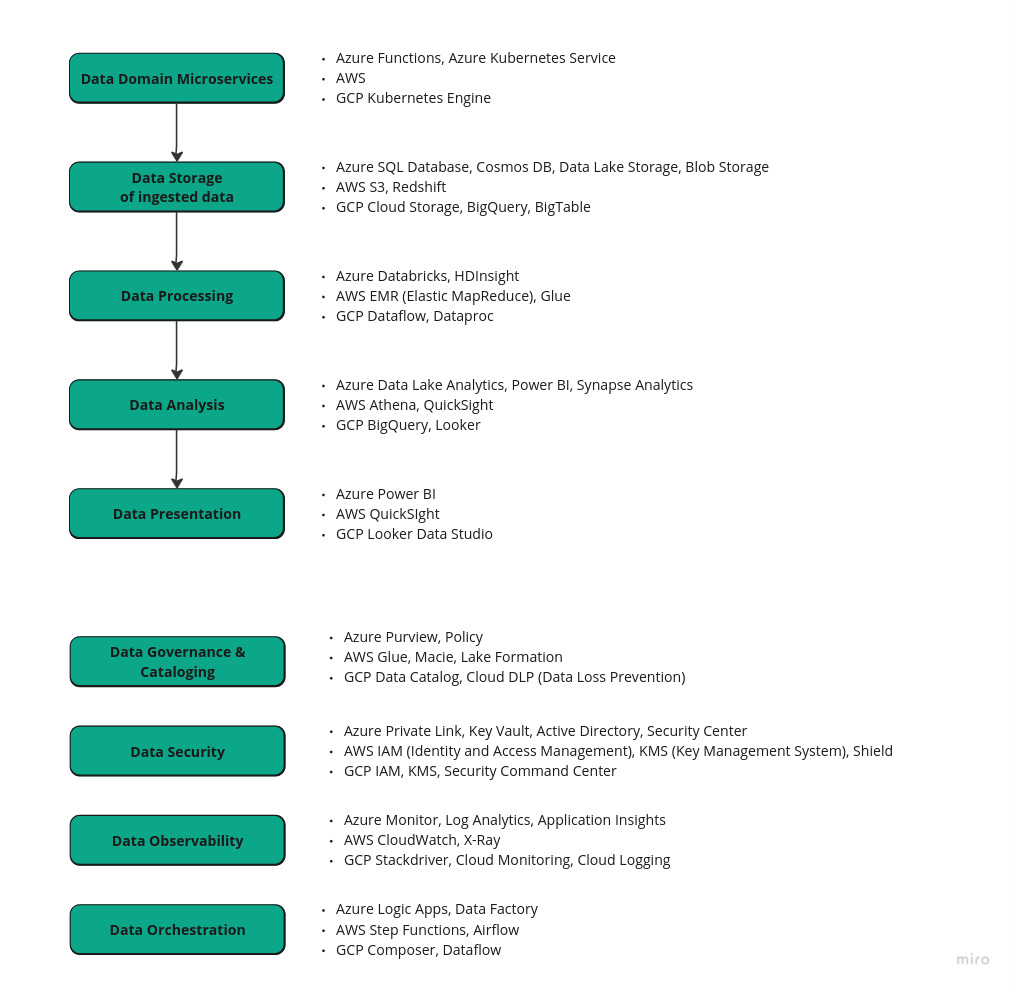 Data Domain Microservices
• Azure Functions, Azure Kubernetes Service
• AWS
• GCP Kubernetes Engine
Data Storage
of ingested data
• Azure SQL Database, Cosmos DB, Data Lake Storage, Blob Storage
• AWS S3, Redshift
• GCP Cloud Storage, BigQuery, BigTable
Data Processing
• Azure Databricks, HDInsight
• AWS EMR (Elastic MapReduce), Glue
• GCP Dataflow, Dataproc
Data Analysis
• Azure Data Lake Analytics, Power BI, Synapse Analytics
• AWS Athena, QuickSight
• GCP BigQuery, Looker
Data Presentation
• Azure Power BI
• AWS QuickSIght
• GCP Looker Data Studio
Data Governance &
Cataloging
• Azure Purview, Policy
• AWS Glue, Macie, Lake Formation
• GCP Data Catalog, Cloud DLP (Data Loss Prevention)
Data Security
• Azure Private Link, Key Vault, Active Directory, Security Center
• AWS IAM (Identity and Access Management), KMS (Key Management System), Shield
• GCP IAM, KMS, Security Command Center
Data Observability
• Azure Monitor, Log Analytics, Application Insights
• AWS CloudWatch, X-Ray
• GCP Stackdriver, Cloud Monitoring, Cloud Logging
Data Orchestration
• Azure Logic Apps, Data Factory
• AWS Step Functions, Airflow
• GCP Composer, Dataflow
miro